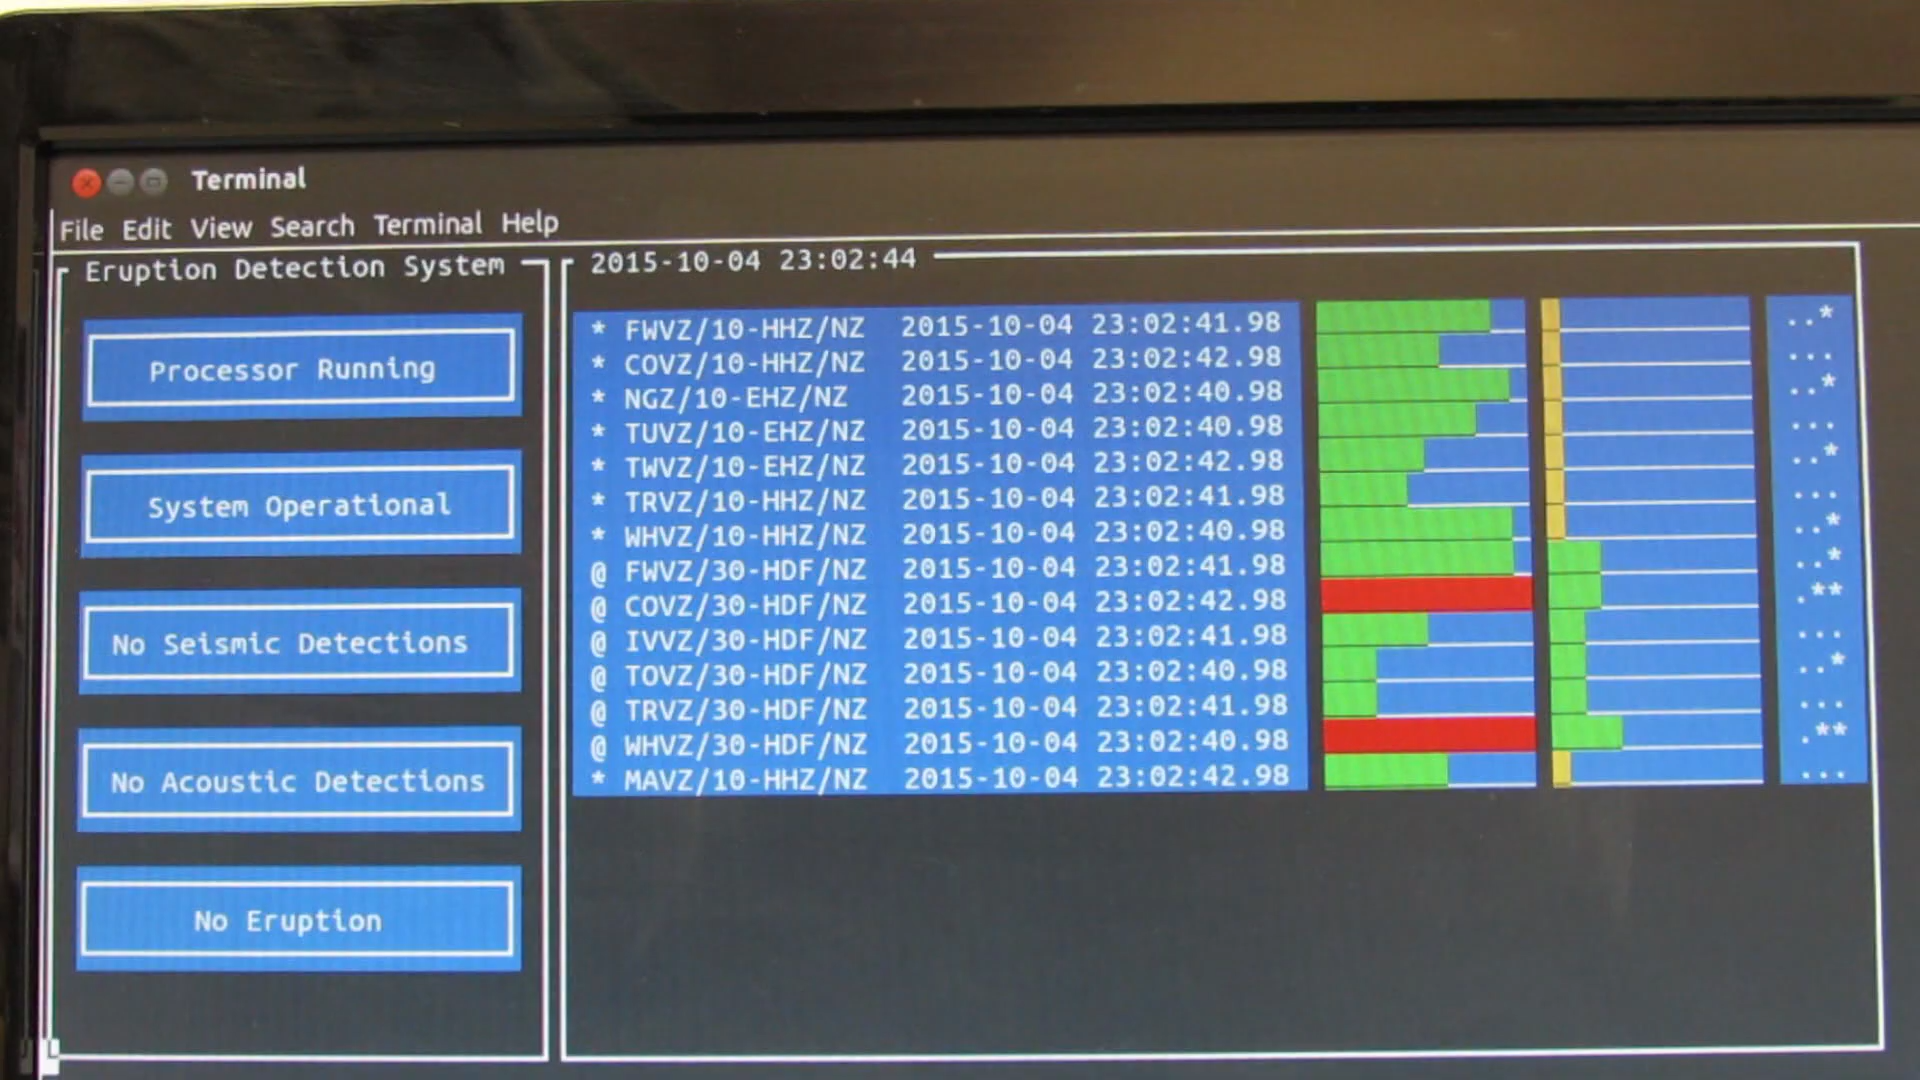 Terminal
File Edit View Search Terminal Help
Eruption Detection System
Processor Running
System Operational
No Seismic Detections
No Acoustic Detections
No Eruption
2015-10-04 23:02:44
* FWVZ/10-HHZ/NZ 2015-10-04 23:02:41.98 ..*
* COVZ/10-HHZ/NZ 2015-10-04 23:02:42.98 ...
* NGZ/10-EHZ/NZ 2015-10-04 23:02:40.98 ..*
* TUVZ/10-EHZ/NZ 2015-10-04 23:02:40.98 ...
* TWVZ/10-EHZ/NZ 2015-10-04 23:02:42.98 ..*
* TRVZ/10-HHZ/NZ 2015-10-04 23:02:41.98 ...
* WHVZ/10-HHZ/NZ 2015-10-04 23:02:40.98 ..*
@ FWVZ/30-HDF/NZ 2015-10-04 23:02:41.98 ..*
@ COVZ/30-HDF/NZ 2015-10-04 23:02:42.98 .**
@ IVVZ/30-HDF/NZ 2015-10-04 23:02:41.98 ...
@ TOVZ/30-HDF/NZ 2015-10-04 23:02:40.98 ..*
@ TRVZ/30-HDF/NZ 2015-10-04 23:02:41.98 ...
@ WHVZ/30-HDF/NZ 2015-10-04 23:02:40.98 .**
* MAVZ/10-HHZ/NZ 2015-10-04 23:02:42.98 ...